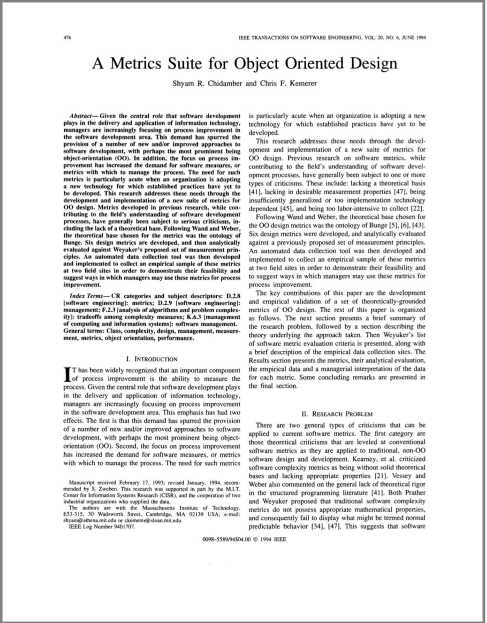 476
IEEE TRANSACTIONS ON SOFTWARE ENGINEERING, VOL. 20, NO. 6, JUNE 1994
A Metrics Suite for Object Oriented Design
Shyam R. Chidamber and Chris F. Kemerer
Abstract—Given the central role that software development
plays in the delivery and application of information technology,
managers are increasingly focusing on process improvement in
the software development area. This demand has spurred the
provision of a number of new and/or improved approaches to
software development, with perhaps the most prominent being
object-orientation (OO). In addition, the focus on process im-
provement has increased the demand for software measures, or
metrics with which to manage the process. The need for such
metrics is particularly acute when an organization is adopting
a new technology for which established practices have yet to
be developed. This research addresses these needs through the
development and implementation of a new suite of metrics for
OO design. Metrics developed in previous research, while con-
tributing to the field's understanding of software development
processes, have generally been subject to serious criticisms, in-
cluding the lack of a theoretical base. Following Wand and Weber,
the theoretical base chosen for the metrics was the ontology of
Bunge. Six design metrics are developed, and then analytically
evaluated against Weyuker's proposed set of measurement prin-
ciples. An automated data collection tool was then developed
and implemented to collect an empirical sample of these metrics
at two field sites in order to demonstrate their feasibility and
suggest ways in which managers may use these metrics for process
improvement.
Index Terms—CR categories and subject descriptors: D.2.8
[software engineering]: metrics; D.2.9 [software engineering]:
management; F.2.3 [analysis of algorithms and problem complex-
ity]: tradeoffs among complexity measures; K.6.3 [management
of computing and information systems]: software management.
General terms: Class, complexity, design, management, measure-
ment, metrics, object orientation, performance.
I. INTRODUCTION
IT has been widely recognized that an important component
of process improvement is the ability to measure the
process. Given the central role that software development plays
in the delivery and application of information technology,
managers are increasingly focusing on process improvement
in the software development area. This emphasis has had two
effects. The first is that this demand has spurred the provision
of a number of new and/or improved approaches to software
development, with perhaps the most prominent being object-
orientation (OO). Second, the focus on process improvement
has increased the demand for software measures, or metrics
with which to manage the process. The need for such metrics
Manuscript received February 17, 1993; revised January, 1994. recom-
mended by S. Zweben. This research was supported in part by the M.I.T.
Center for Information Systems Research (CISR), and the cooperation of two
industrial organizations who supplied the data.
The authors are with the Massachusetts Institute of Technology,
E53-315, 30 Wadsworth Street, Cambridge, MA 02139 USA; e-mail:
shyam@athena.mit.edu or ckemerer@sloan.mit.edu.
IEEE Log Number 9401707.
is particularly acute when an organization is adopting a new
technology for which established practices have yet to be
developed.
This research addresses these needs through the devel-
opment and implementation of a new suite of metrics for
OO design. Previous research on software metrics, while
contributing to the field's understanding of software devel-
opment processes, have generally been subject to one or more
types of criticisms. These include: lacking a theoretical basis
[41], lacking in desirable measurement properties [47], being
insufficiently generalized or too implementation technology
dependent [45], and being too labor-intensive to collect [22].
Following Wand and Weber, the theoretical base chosen for
the OO design metrics was the ontology of Bunge [5], [6], [43].
Six design metrics were developed, and analytically evaluated
against a previously proposed set of measurement principles.
An automated data collection tool was then developed and
implemented to collect an empirical sample of these metrics
at two field sites in order to demonstrate their feasibility and
to suggest ways in which managers may use these metrics for
process improvement.
The key contributions of this paper are the development
and empirical validation of a set of theoretically-grounded
metrics of OO design. The rest of this paper is organized
as follows. The next section presents a brief summary of
the research problem, followed by a section describing the
theory underlying the approach taken. Then Weyuker's list
of software metric evaluation criteria is presented, along with
a brief description of the empirical data collection sites. The
Results section presents the metrics, their analytical evaluation,
the empirical data and a managerial interpretation of the data
for each metric. Some concluding remarks are presented in
the final section.
II. RESEARCH PROBLEM
There are two general types of criticisms that can be
applied to current software metrics. The first category are
those theoretical criticisms that are leveled at conventional
software metrics as they are applied to traditional, non-OO
software design and development. Kearney, et al. criticized
software complexity metrics as being without solid theoretical
bases and lacking appropriate properties [21]. Vessey and
Weber also commented on the general lack of theoretical rigor
in the structured programming literature [41]. Both Prather
and Weyuker proposed that traditional software complexity
metrics do not possess appropriate mathematical properties,
and consequently fail to display what might be termed normal
predictable behavior [34], [47]. This suggests that software
0098-5589/94$04.00 © 1994 IEEE